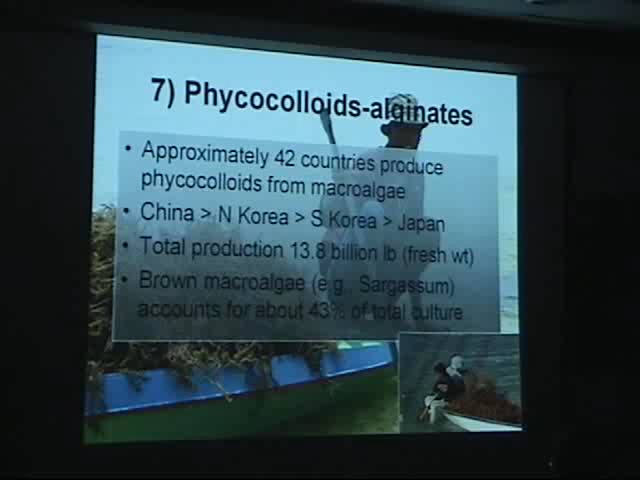 7) Phycocolloids-alginates
• Approximately 42 countries produce
phycocolloids from macroalgae
• China > N Korea > S Korea > Japan
• Total production 13.8 billion lb (fresh wt)
• Brown macroalgae (e.g., Sargassum)
accounts for about 43% of total culture